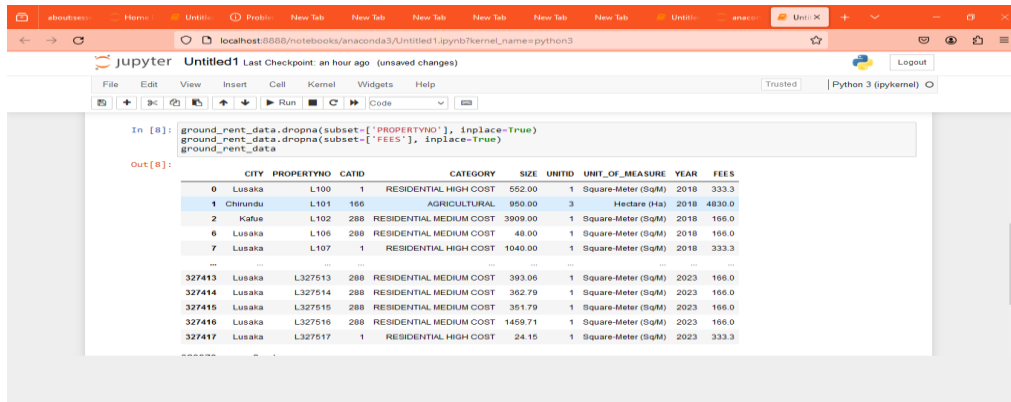 about:sess Home Untitle Proble New Tab New Tab New Tab New Tab New Tab New Tab Untitle anacor Unti
localhost:8888/notebooks/anaconda3/Untitled1.ipynb?kernel_name=python3
jupyter Untitled1 Last Checkpoint: an hour ago (unsaved changes) Logout
File Edit View Insert Cell Kernel Widgets Help Trusted Python 3 (ipykernel)
Run Code
In [8]: ground_rent_data.dropna(subset=['PROPERTYNO'], inplace=True)
ground_rent_data.dropna(subset=['FEES'], inplace=True)
ground_rent_data
Out[8]:
CITY PROPERTYNO CATID CATEGORY SIZE UNITID UNIT_OF_MEASURE YEAR FEES
0 Lusaka L100 1 RESIDENTIAL HIGH COST 552.00 1 Square-Meter (Sq/M) 2018 333.3
1 Chirundu L101 166 AGRICULTURAL 950.00 3 Hectare (Ha) 2018 4830.0
2 Kafue L102 288 RESIDENTIAL MEDIUM COST 3909.00 1 Square-Meter (Sq/M) 2018 166.0
6 Lusaka L106 288 RESIDENTIAL MEDIUM COST 48.00 1 Square-Meter (Sq/M) 2018 166.0
7 Lusaka L107 1 RESIDENTIAL HIGH COST 1040.00 1 Square-Meter (Sq/M) 2018 333.3
... ... ... ... ... ... ... ... ... ...
327413 Lusaka L327513 288 RESIDENTIAL MEDIUM COST 393.06 1 Square-Meter (Sq/M) 2023 166.0
327414 Lusaka L327514 288 RESIDENTIAL MEDIUM COST 362.79 1 Square-Meter (Sq/M) 2023 166.0
327415 Lusaka L327515 288 RESIDENTIAL MEDIUM COST 351.79 1 Square-Meter (Sq/M) 2023 166.0
327416 Lusaka L327516 288 RESIDENTIAL MEDIUM COST 1459.71 1 Square-Meter (Sq/M) 2023 166.0
327417 Lusaka L327517 1 RESIDENTIAL HIGH COST 24.15 1 Square-Meter (Sq/M) 2023 333.3